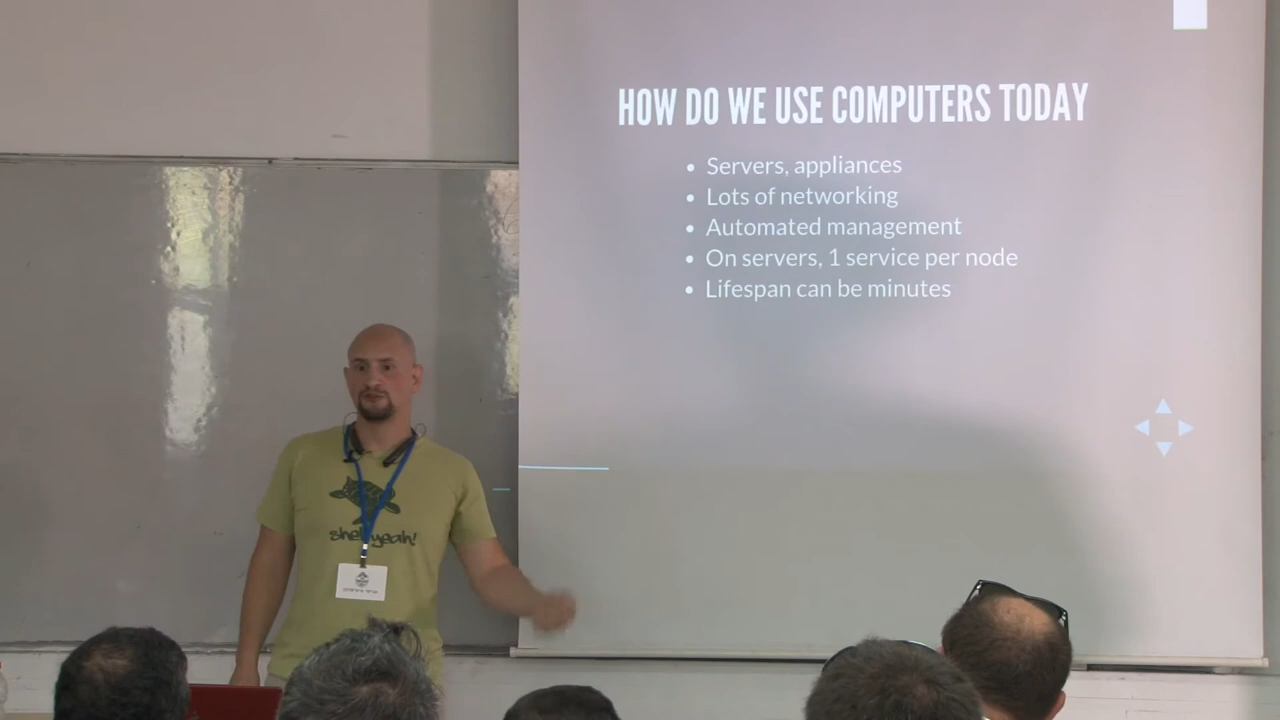 HOW DO WE USE COMPUTERS TODAY
Servers, appliances
Lots of networking
Automated management
On servers, 1 service per node
Lifespan can be minutes